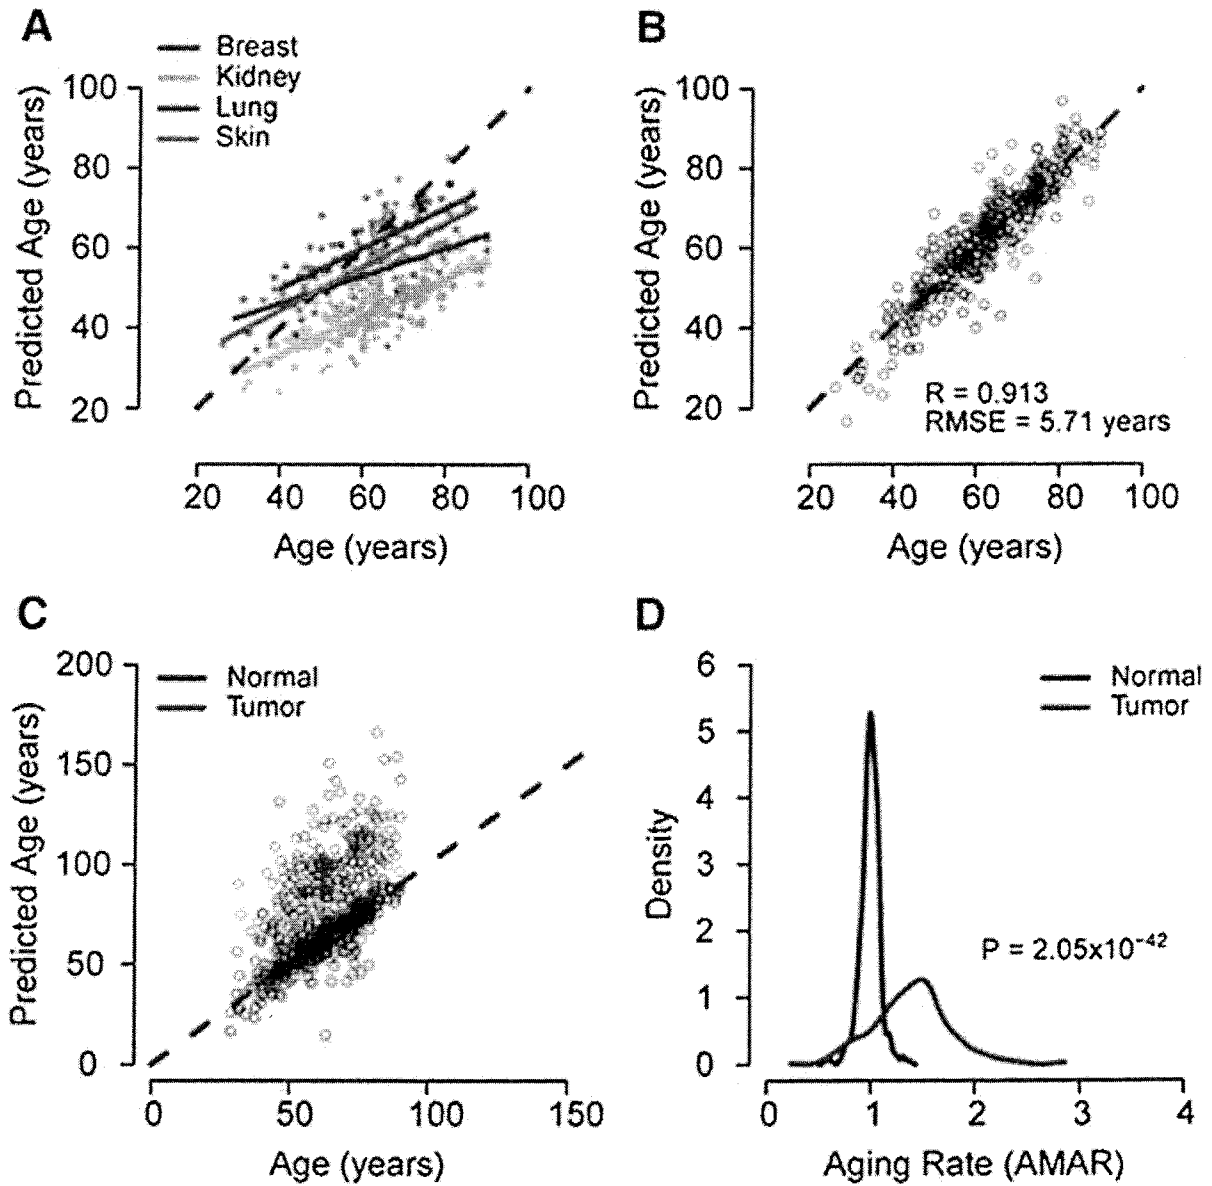 A
Breast
Kidney
Lung
Skin
Predicted Age (years)
100
80
60
40
20
20 40 60 80 100
Age (years)
B
Predicted Age (years)
100
80
60
40
20
R = 0.913
RMSE = 5.71 years
20 40 60 80 100
Age (years)
C
Normal
Tumor
Predicted Age (years)
200
150
100
50
0
0 50 100 150
Age (years)
D
Normal
Tumor
Density
6
5
4
3
2
1
0
P = 2.05x10⁻⁴²
0 1 2 3 4
Aging Rate (AMAR)